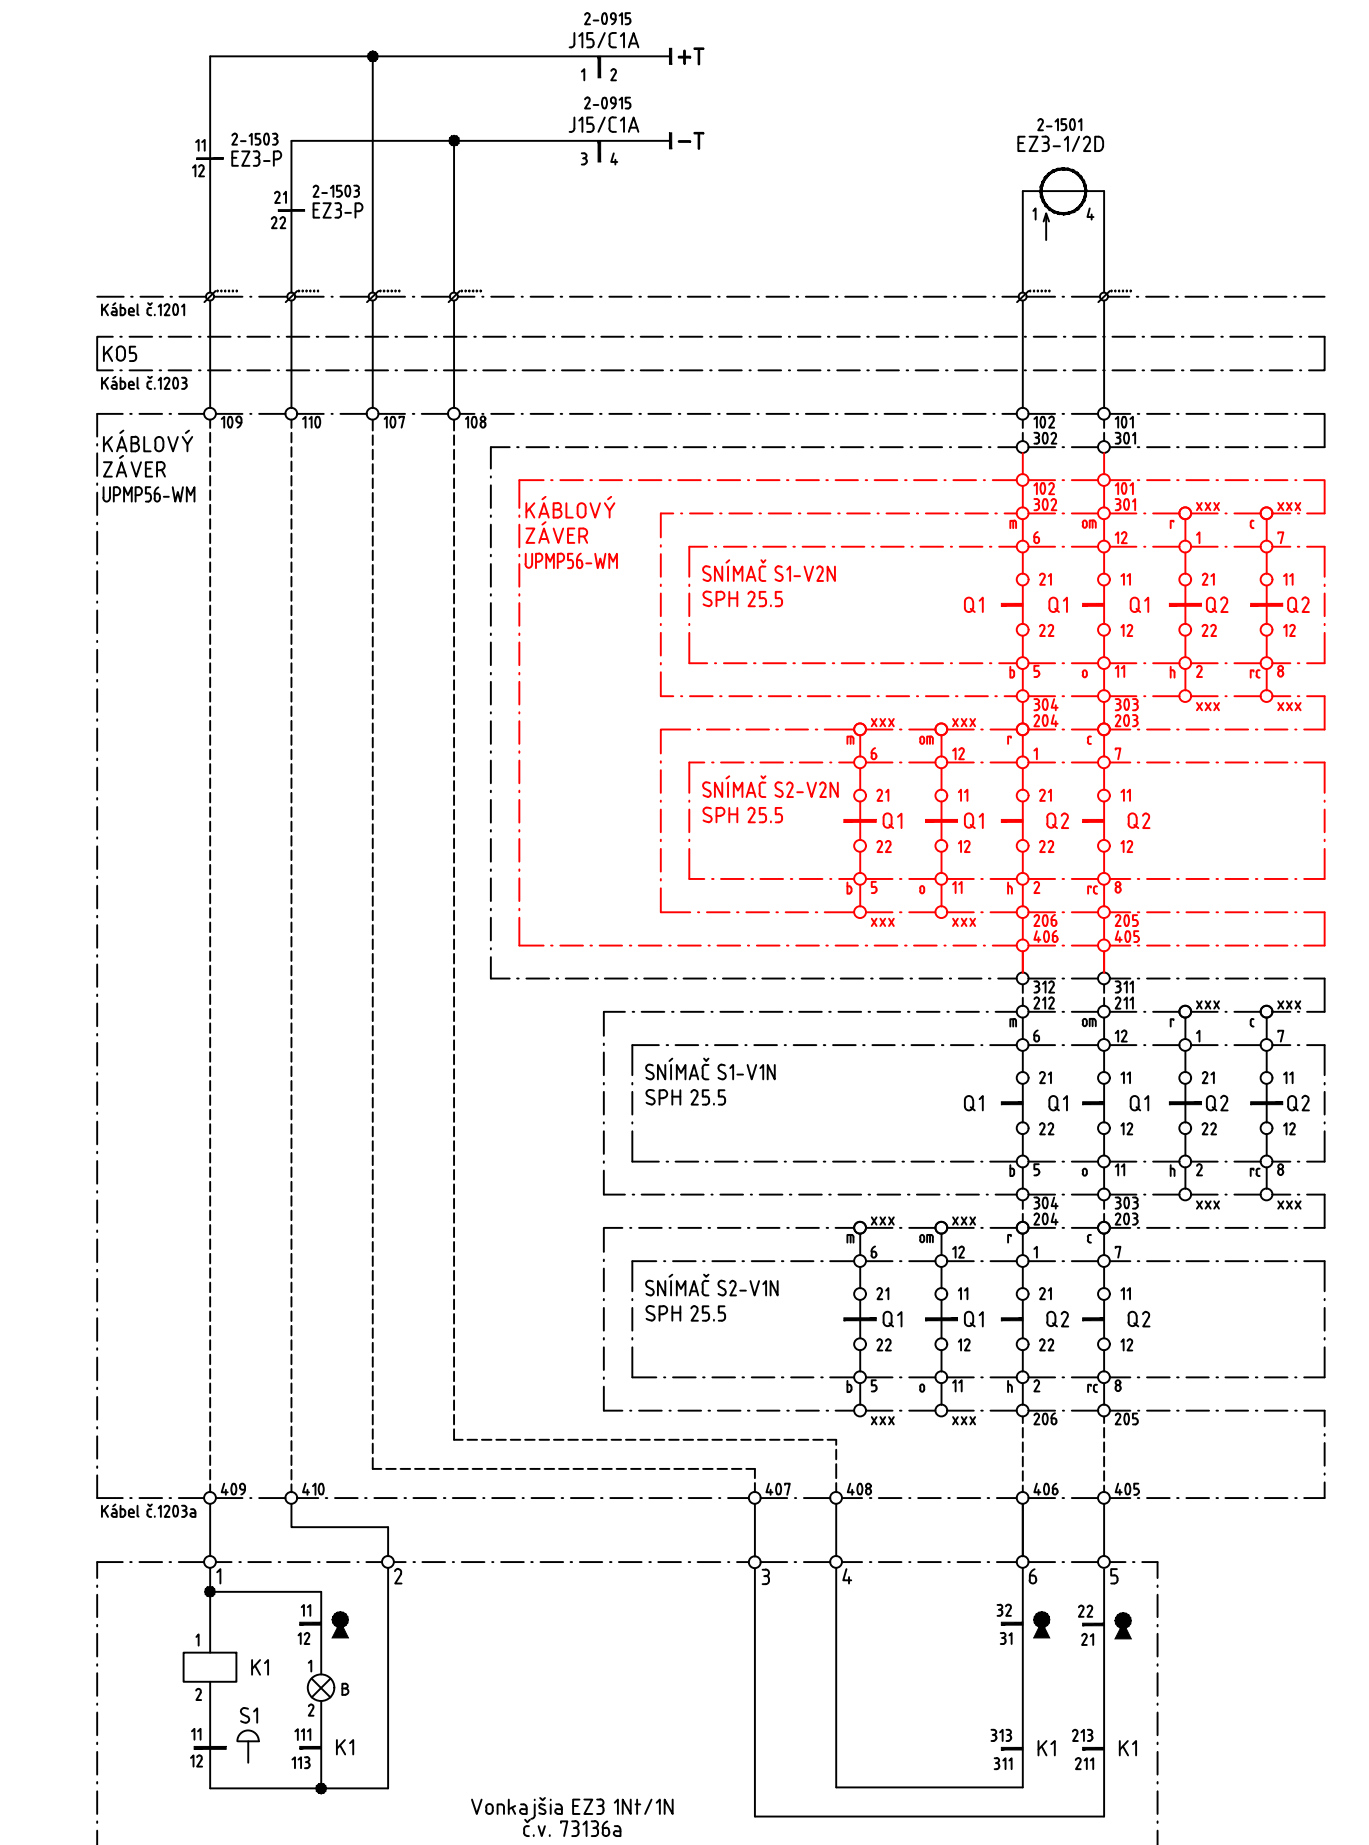 2-0915
J15/C1A
+T
1 2
2-0915
J15/C1A
-T
3 4
2-1501
EZ3-1/2D
1 4
11
12
2-1503
EZ3-P
21
22
2-1503
EZ3-P
Kábel č.1201
KO5
Kábel č.1203
109 110 107 108 102 101
302 301
KÁBLOVÝ
ZÁVER
UPMP56-WM
102 101
KÁBLOVÝ
ZÁVER
UPMP56-WM
302 301 xxx xxx
m om r c
6 12 1 7
SNÍMAČ S1-V2N
SPH 25.5
21 11 21 11
Q1 Q1 Q1 Q2 Q2
22 12 22 12
b 5 o 11 h 2 rc 8
304 303 xxx xxx
xxx xxx 204 203
m om r c
6 12 1 7
SNÍMAČ S2-V2N
SPH 25.5
21 11 21 11
Q1 Q1 Q2 Q2
22 12 22 12
b 5 o 11 h 2 rc 8
xxx xxx 206 205
406 405
312 311
212 211 xxx xxx
m om r c
6 12 1 7
SNÍMAČ S1-V1N
SPH 25.5
21 11 21 11
Q1 Q1 Q1 Q2 Q2
22 12 22 12
b 5 o 11 h 2 rc 8
304 303 xxx xxx
xxx xxx 204 203
m om r c
6 12 1 7
SNÍMAČ S2-V1N
SPH 25.5
21 11 21 11
Q1 Q1 Q2 Q2
22 12 22 12
b 5 o 11 h 2 rc 8
xxx xxx 206 205
409 410 407 408 406 405
Kábel č.1203a
1 2 3 4 6 5
11
12
32
31
22
21
1
2
K1
1
2
B
S1
11
12
111
113
K1
313
311
K1
213
211
K1
Vonkajšia EZ3 1Nt/1N
č.v. 73136a